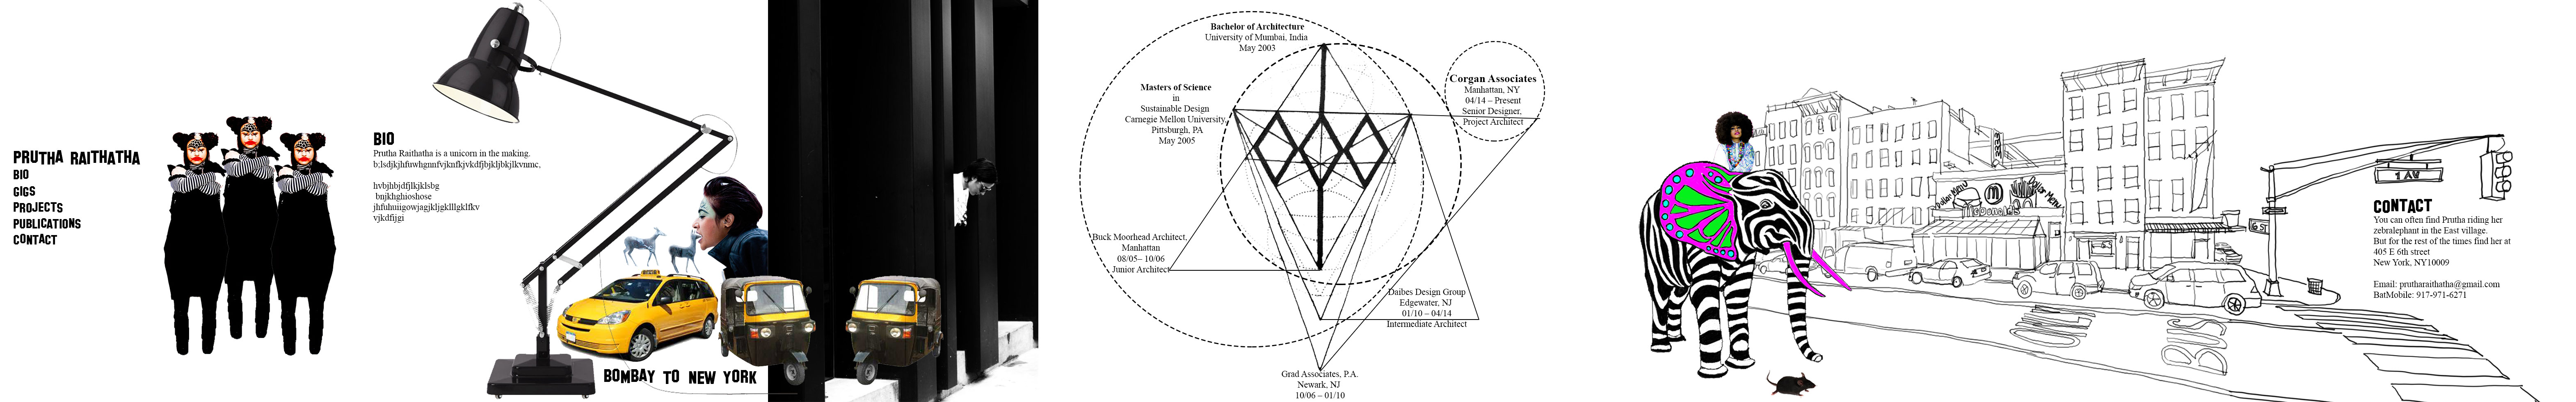 PRUTHA RAITHATHA
BIO
GIGS
PROJECTS
PUBLICATIONS
CONTACT
BIO
Prutha Raithatha is a unicorn in the making.
hvbjhbjdfjllkjklsbg
bnjkhghioshose
vjkdfijgi
BOMBAY TO NEW YORK
Bachelor of Architecture
University of Mumbai, India
May 2003
Masters of Science
in
Sustainable Design
Carnegie Mellon University
Pittsburgh, PA
May 2005
Corgan Associates
Manhattan, NY
04/14 – Present
Senior Designer,
Project Architect
Buck Moorhead Architect,
Manhattan
08/05– 10/06
Junior Architect
Daibes Design Group
Edgewater, NJ
01/10 – 04/14
Intermediate Architect
Grad Associates, P.A.
Newark, NJ
10/06 – 01/10
McDonald's
Dollar Menu
1 AV
6 ST
BUS
CONTACT
You can often find Prutha riding her
zebralephant in the East village.
But for the rest of the times find her at
405 E 6th street
New York, NY10009
Email: prutharaithatha@gmail.com
BatMobile: 917-971-6271